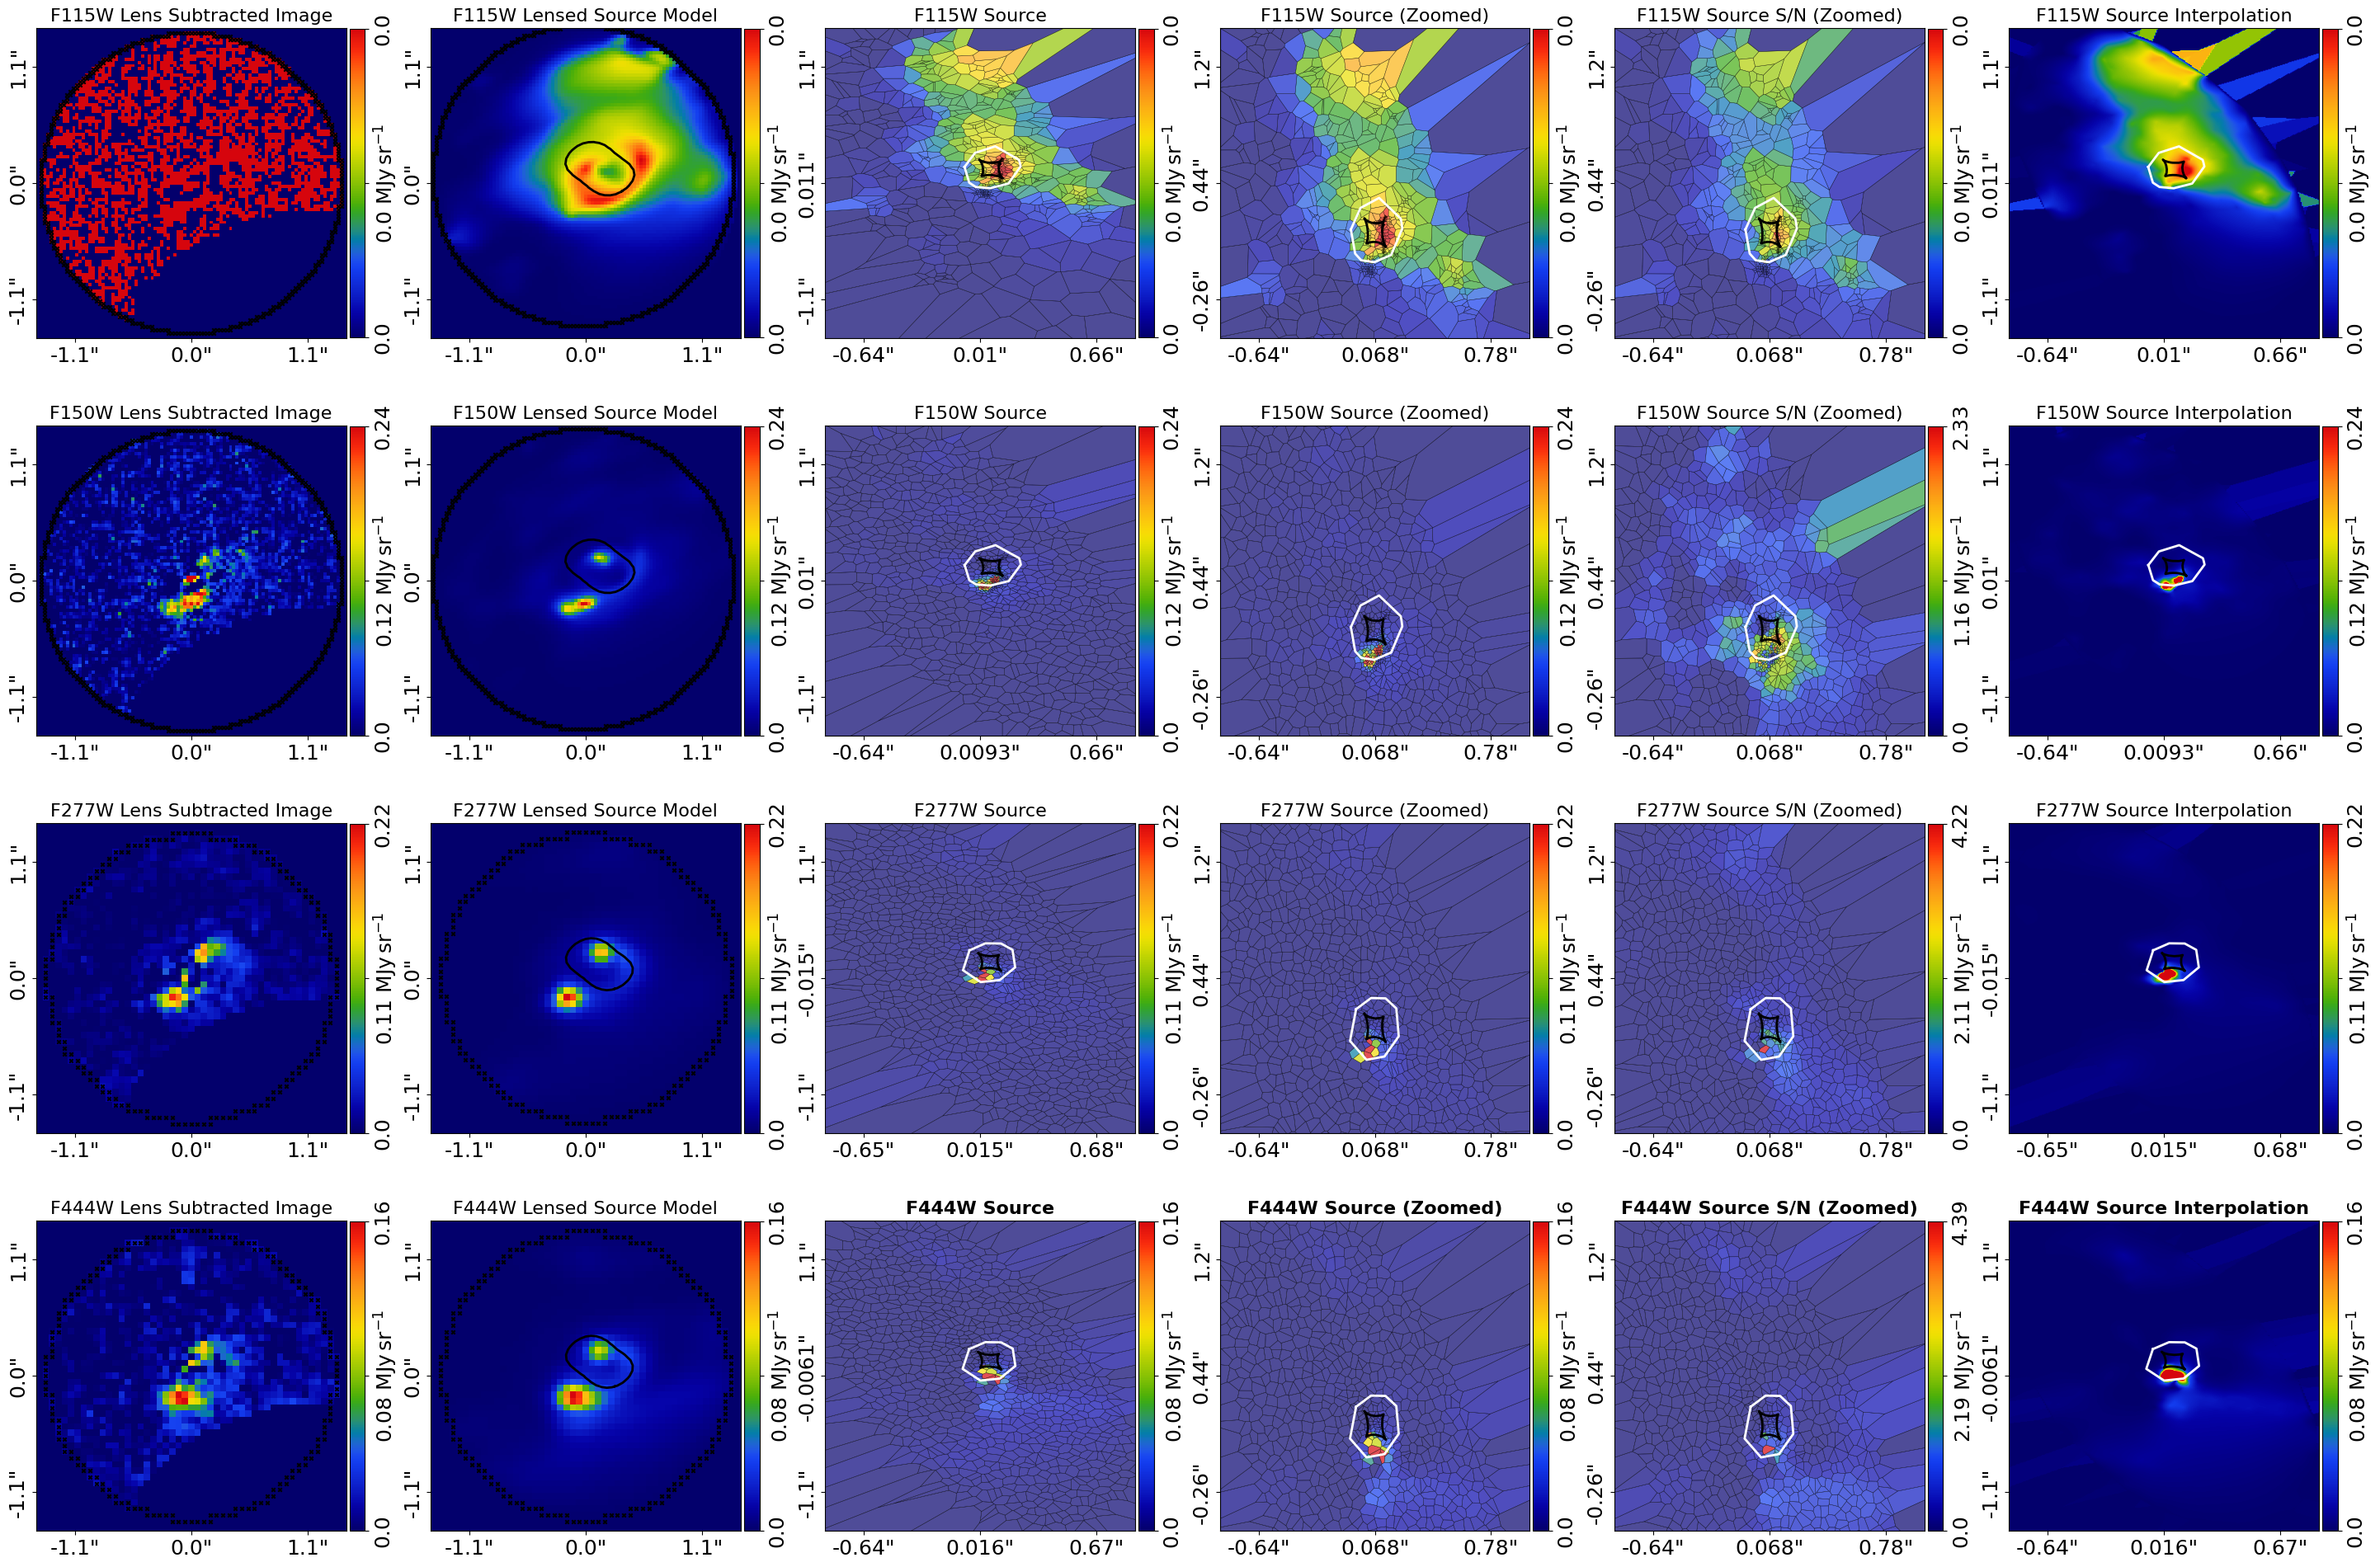 F115W Lens Subtracted Image
1.1"
0.0"
-1.1"
-1.1" 0.0" 1.1"
0.0
0.0 MJy sr⁻¹
0.0
F115W Lensed Source Model
1.1"
0.0"
-1.1"
-1.1" 0.0" 1.1"
0.0
0.0 MJy sr⁻¹
0.0
F115W Source
1.1"
0.011"
-1.1"
-0.64" 0.01" 0.66"
0.0
0.0 MJy sr⁻¹
0.0
F115W Source (Zoomed)
1.2"
0.44"
-0.26"
-0.64" 0.068" 0.78"
0.0
0.0 MJy sr⁻¹
0.0
F115W Source S/N (Zoomed)
1.2"
0.44"
-0.26"
-0.64" 0.068" 0.78"
0.0
0.0 MJy sr⁻¹
0.0
F115W Source Interpolation
1.1"
0.011"
-1.1"
-0.64" 0.01" 0.66"
0.0
0.0 MJy sr⁻¹
0.0
F150W Lens Subtracted Image
1.1"
0.0"
-1.1"
-1.1" 0.0" 1.1"
0.24
0.12 MJy sr⁻¹
0.0
F150W Lensed Source Model
1.1"
0.0"
-1.1"
-1.1" 0.0" 1.1"
0.24
0.12 MJy sr⁻¹
0.0
F150W Source
1.1"
0.01"
-1.1"
-0.64" 0.0093" 0.66"
0.24
0.12 MJy sr⁻¹
0.0
F150W Source (Zoomed)
1.2"
0.44"
-0.26"
-0.64" 0.068" 0.78"
0.24
0.12 MJy sr⁻¹
0.0
F150W Source S/N (Zoomed)
1.2"
0.44"
-0.26"
-0.64" 0.068" 0.78"
2.33
1.16 MJy sr⁻¹
0.0
F150W Source Interpolation
1.1"
0.01"
-1.1"
-0.64" 0.0093" 0.66"
0.24
0.12 MJy sr⁻¹
0.0
F277W Lens Subtracted Image
1.1"
0.0"
-1.1"
-1.1" 0.0" 1.1"
0.22
0.11 MJy sr⁻¹
0.0
F277W Lensed Source Model
1.1"
0.0"
-1.1"
-1.1" 0.0" 1.1"
0.22
0.11 MJy sr⁻¹
0.0
F277W Source
1.1"
-0.015"
-1.1"
-0.65" 0.015" 0.68"
0.22
0.11 MJy sr⁻¹
0.0
F277W Source (Zoomed)
1.2"
0.44"
-0.26"
-0.64" 0.068" 0.78"
0.22
0.11 MJy sr⁻¹
0.0
F277W Source S/N (Zoomed)
1.2"
0.44"
-0.26"
-0.64" 0.068" 0.78"
4.22
2.11 MJy sr⁻¹
0.0
F277W Source Interpolation
1.1"
-0.015"
-1.1"
-0.65" 0.015" 0.68"
0.22
0.11 MJy sr⁻¹
0.0
F444W Lens Subtracted Image
1.1"
0.0"
-1.1"
-1.1" 0.0" 1.1"
0.16
0.08 MJy sr⁻¹
0.0
F444W Lensed Source Model
1.1"
0.0"
-1.1"
-1.1" 0.0" 1.1"
0.16
0.08 MJy sr⁻¹
0.0
F444W Source
1.1"
-0.0061"
-1.1"
-0.64" 0.016" 0.67"
0.16
0.08 MJy sr⁻¹
0.0
F444W Source (Zoomed)
1.2"
0.44"
-0.26"
-0.64" 0.068" 0.78"
0.16
0.08 MJy sr⁻¹
0.0
F444W Source S/N (Zoomed)
1.2"
0.44"
-0.26"
-0.64" 0.068" 0.78"
4.39
2.19 MJy sr⁻¹
0.0
F444W Source Interpolation
1.1"
-0.0061"
-1.1"
-0.64" 0.016" 0.67"
0.16
0.08 MJy sr⁻¹
0.0